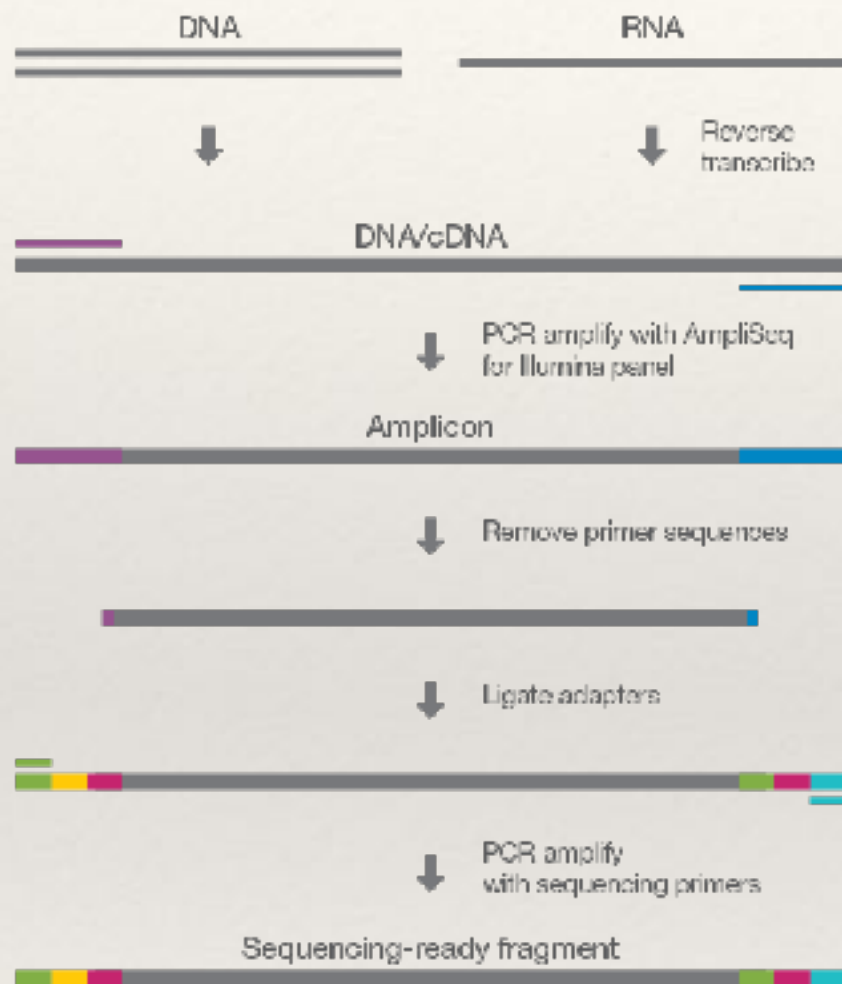 DNA
RNA
Reverse
transcribe
DNA/cDNA
PCR amplify with AmpliSeq
for Illumina panel
Amplicon
Remove primer sequences
Ligate adapters
PCR amplify
with sequencing primers
Sequencing-ready fragment